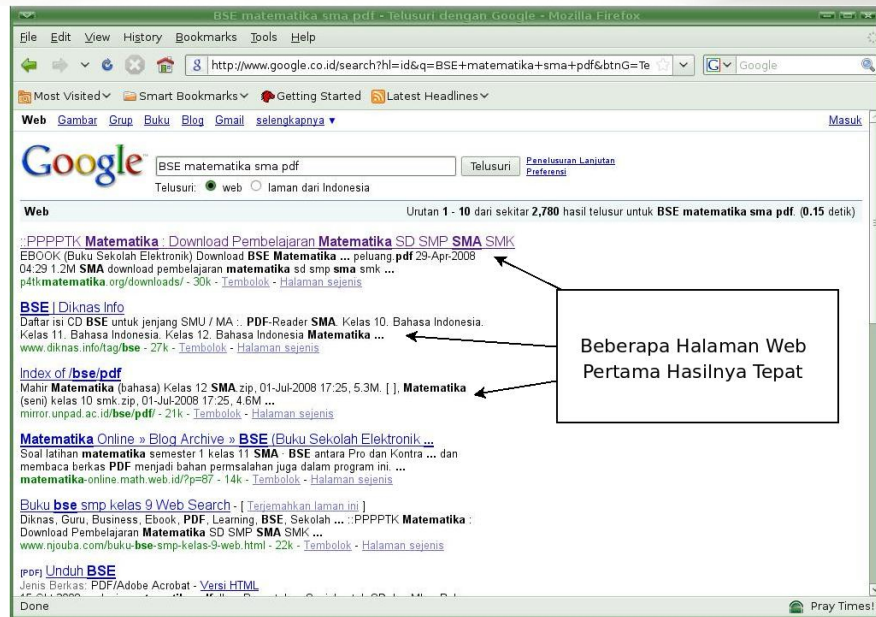 BSE matematika sma pdf - Telusuri dengan Google - Mozilla Firefox
File Edit View History Bookmarks Tools Help
http://www.google.co.id/search?hl=id&q=BSE+matematika+sma+pdf&btnG=Te Google
Most Visited Smart Bookmarks Getting Started Latest Headlines
Web Gambar Grup Buku Blog Gmail selengkapnya ▼ Masuk
Google BSE matematika sma pdf Telusuri Penelusuran Lanjutan
Preferensi
Telusuri: web laman dari Indonesia
Web Urutan 1 - 10 dari sekitar 2,780 hasil telusur untuk BSE matematika sma pdf. (0.15 detik)
::PPPPTK Matematika : Download Pembelajaran Matematika SD SMP SMA SMK
EBOOK (Buku Sekolah Elektronik) Download BSE Matematika ... peluang.pdf 29-Apr-2008
04:29 1.2M SMA download pembelajaran matematika sd smp sma smk ...
p4tkmatematika.org/downloads/ - 30k - Tembolok - Halaman sejenis
BSE | Diknas Info
Daftar isi CD BSE untuk jenjang SMU / MA :. PDF-Reader SMA. Kelas 10. Bahasa Indonesia.
Kelas 11. Bahasa Indonesia. Kelas 12. Bahasa Indonesia Matematika ...
www.diknas.info/tag/bse - 27k - Tembolok - Halaman sejenis
Index of /bse/pdf
Mahir Matematika (bahasa) Kelas 12 SMA.zip, 01-Jul-2008 17:25, 5.3M. [ ], Matematika
(seni) kelas 10 smk.zip, 01-Jul-2008 17:25, 4.6M ...
mirror.unpad.ac.id/bse/pdf/ - 21k - Tembolok - Halaman sejenis
Beberapa Halaman Web
Pertama Hasilnya Tepat
Matematika Online » Blog Archive » BSE (Buku Sekolah Elektronik ...
Soal latihan matematika semester 1 kelas 11 SMA · BSE antara Pro dan Kontra ... dan
membaca berkas PDF menjadi bahan permsalahan juga dalam program ini. ...
matematika-online.math.web.id/?p=87 - 14k - Tembolok - Halaman sejenis
Buku bse smp kelas 9 Web Search - [ Terjemahkan laman ini ]
Diknas, Guru, Business, Ebook, PDF, Learning, BSE, Sekolah ... ::PPPPTK Matematika :
Download Pembelajaran Matematika SD SMP SMA SMK ...
www.njouba.com/buku-bse-smp-kelas-9-web.html - 22k - Tembolok - Halaman sejenis
[PDF] Unduh BSE
Jenis Berkas: PDF/Adobe Acrobat - Versi HTML
Done Pray Times!